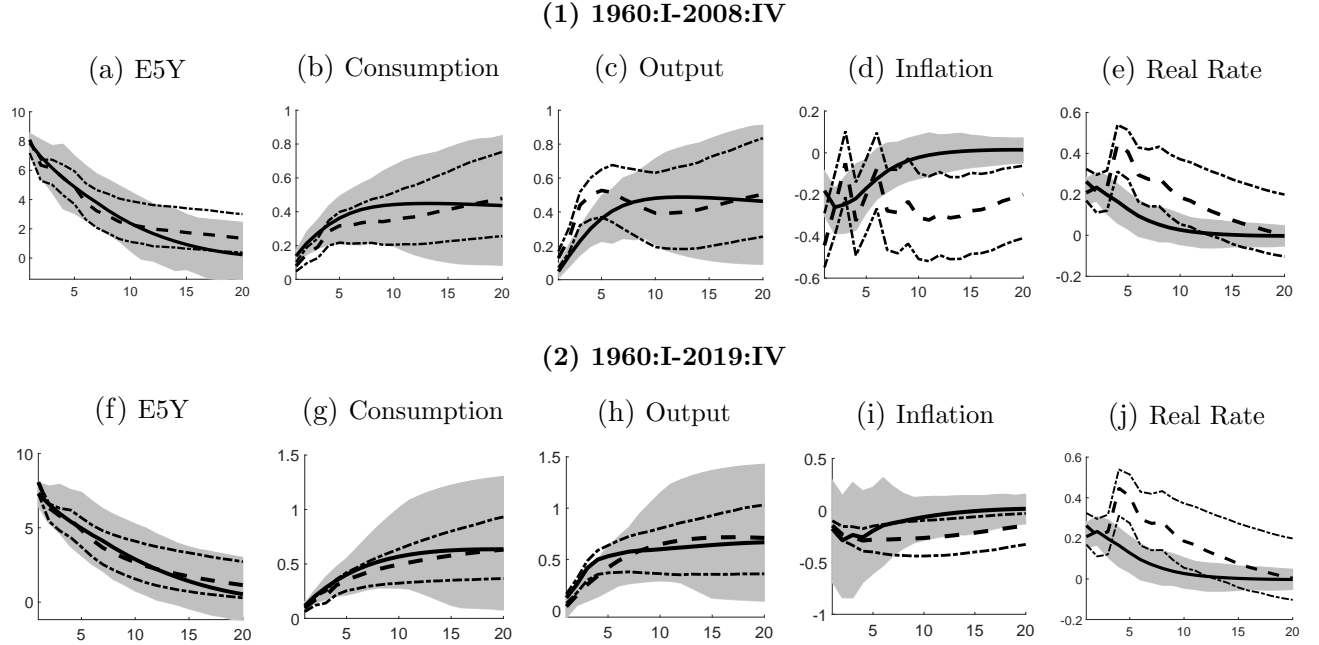 (1) 1960:I-2008:IV
(a) E5Y
(b) Consumption
(c) Output
(d) Inflation
(e) Real Rate
10
8
6
4
2
0
5 10 15 20
1
0.8
0.6
0.4
0.2
0
5 10 15 20
1
0.8
0.6
0.4
0.2
0
5 10 15 20
0.2
0
-0.2
-0.4
-0.6
5 10 15 20
0.6
0.4
0.2
0
-0.2
5 10 15 20
(2) 1960:I-2019:IV
(f) E5Y
(g) Consumption
(h) Output
(i) Inflation
(j) Real Rate
10
5
0
5 10 15 20
1.5
1
0.5
0
5 10 15 20
1.5
1
0.5
0
5 10 15 20
0.5
0
-0.5
-1
5 10 15 20
0.6
0.4
0.2
0
-0.2
5 10 15 20